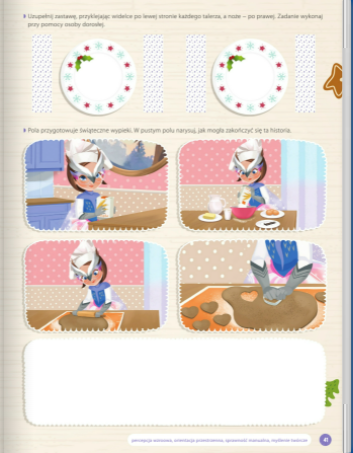 Uzupełnij zastawę, przyklejając widelce po lewej stronie każdego talerza, a noże – po prawej. Zadanie wykonaj
przy pomocy osoby dorosłej.
Pola przygotowuje świąteczne wypieki. W pustym polu narysuj, jak mogła zakończyć się ta historia.
percepcja wzrokowa, orientacja przestrzenna, sprawność manualna, myślenie twórcze
41